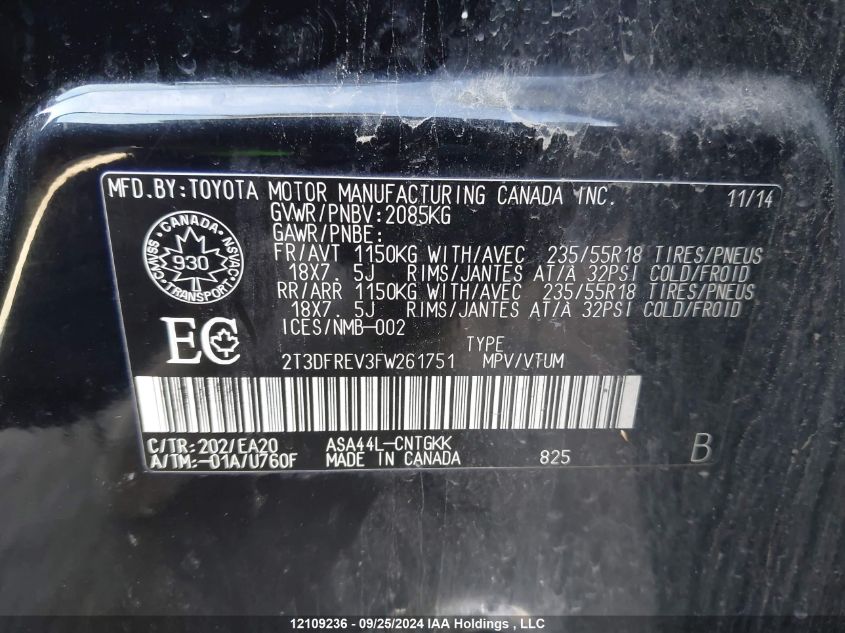 MFD.BY:TOYOTA MOTOR MANUFACTURING CANADA INC. 11/14
GVWR/PNBV:2085KG
GAWR/PNBE:
FR/AVT 1150KG WITH/AVEC 235/55R18 TIRES/PNEUS
18X7.5J RIMS/JANTES AT/À 32PSI COLD/FROID
RR/ARR 1150KG WITH/AVEC 235/55R18 TIRES/PNEUS
18X7.5J RIMS/JANTES AT/À 32PSI COLD/FROID
ICES/NMB-002
CANADA
CMVSS NSVAC
930
TRANSPORT
EC
TYPE
2T3DFREV3FW261751 MPV/VTUM
C/TR:202/EA20 ASA44L-CNTGKK
A/TM:-01A/U760F MADE IN CANADA 825 B
12109236 - 09/25/2024 IAA Holdings , LLC